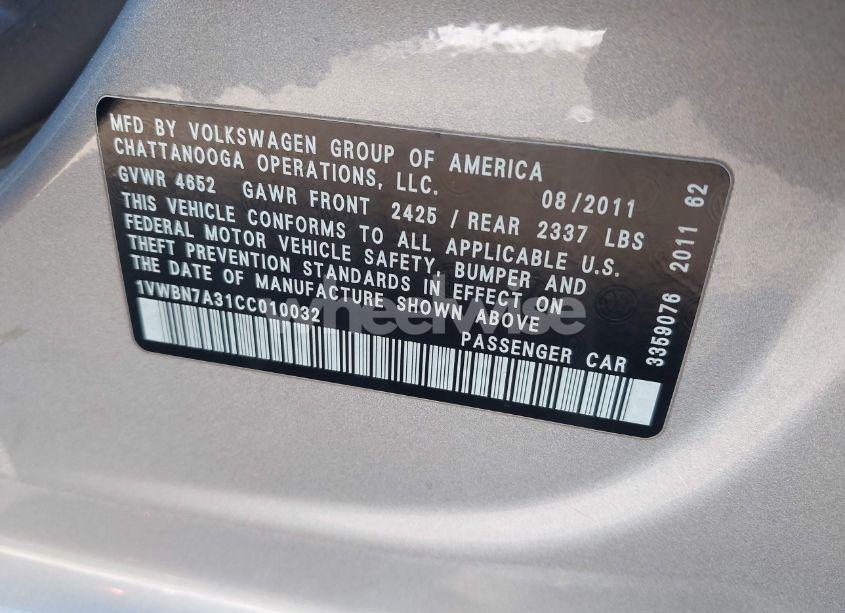 MFD BY VOLKSWAGEN GROUP OF AMERICA
CHATTANOOGA OPERATIONS, LLC.
08/2011
GVWR 4652 GAWR FRONT 2425 / REAR 2337 LBS
THIS VEHICLE CONFORMS TO ALL APPLICABLE U.S.
FEDERAL MOTOR VEHICLE SAFETY, BUMPER AND
THEFT PREVENTION STANDARDS IN EFFECT ON
THE DATE OF MANUFACTURE SHOWN ABOVE
1VWBN7A31CC010032
PASSENGER CAR
3359076 2011 62
wheelwise